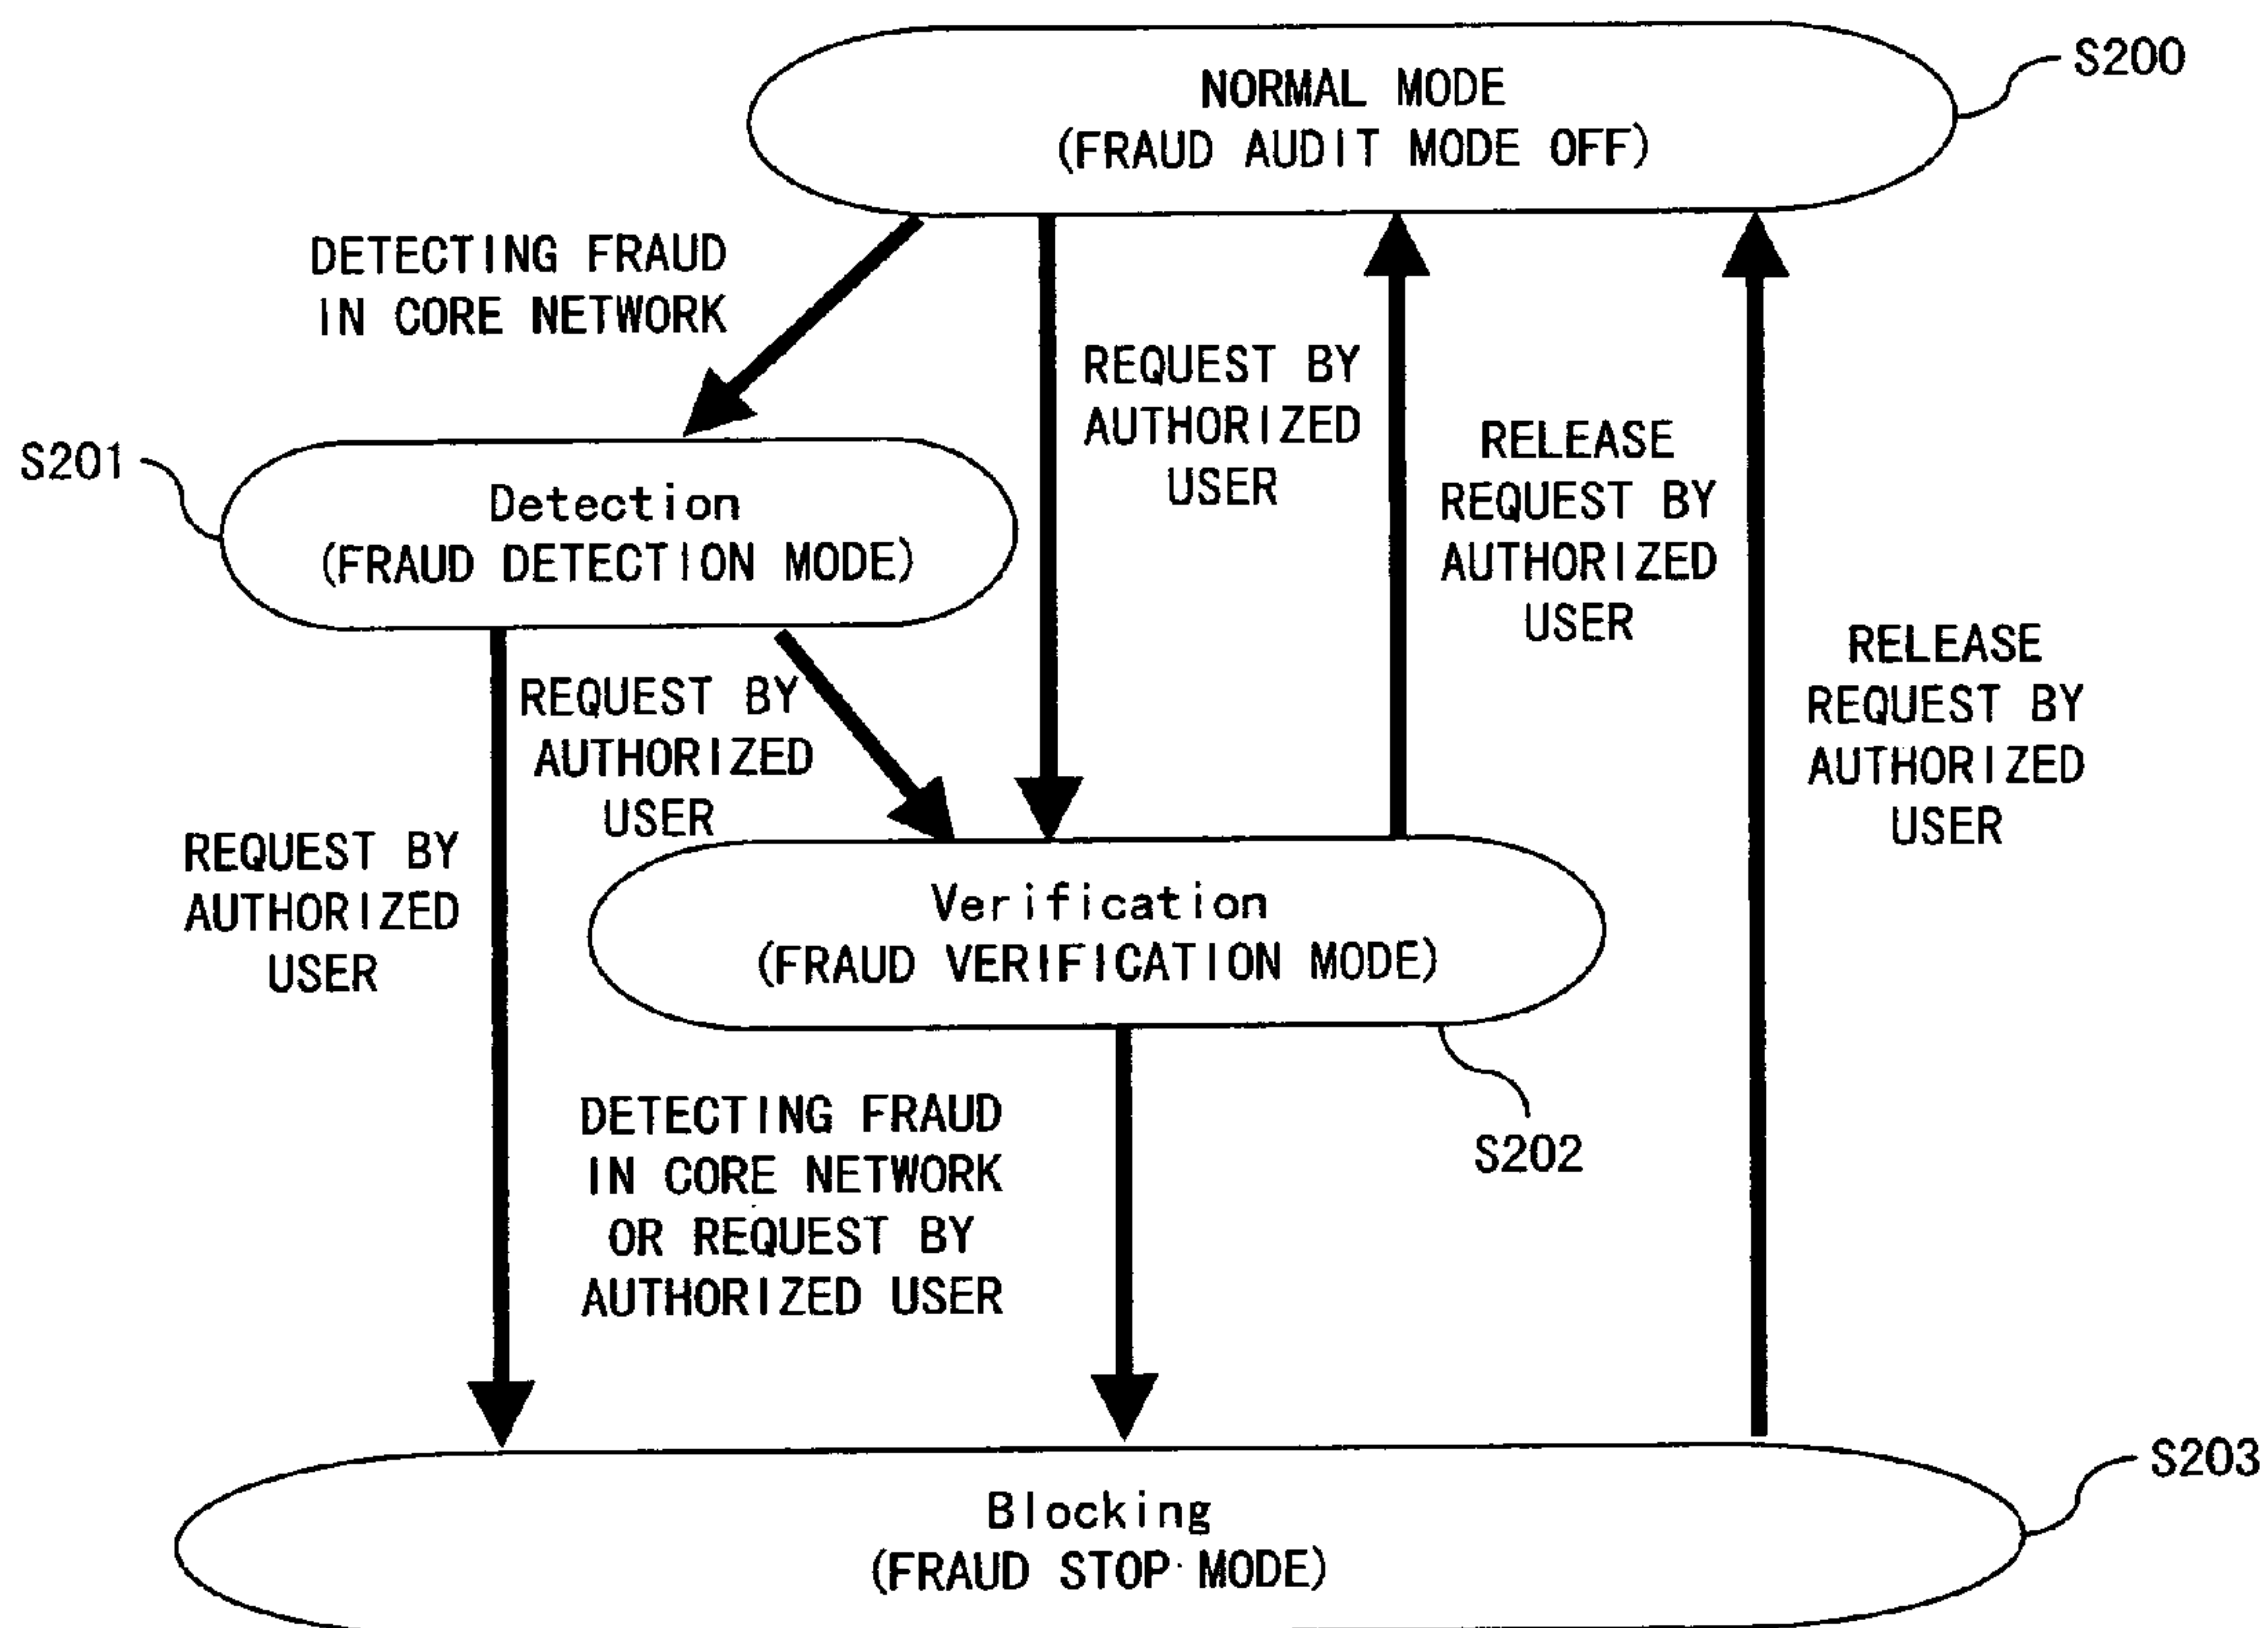 S200
NORMAL MODE
(FRAUD AUDIT MODE OFF)
DETECTING FRAUD
IN CORE NETWORK
REQUEST BY
AUTHORIZED
USER
RELEASE
REQUEST BY
AUTHORIZED
USER
RELEASE
REQUEST BY
AUTHORIZED
USER
S201
Detection
(FRAUD DETECTION MODE)
REQUEST BY
AUTHORIZED
USER
REQUEST BY
AUTHORIZED
USER
Verification
(FRAUD VERIFICATION MODE)
S202
DETECTING FRAUD
IN CORE NETWORK
OR REQUEST BY
AUTHORIZED USER
S203
Blocking
(FRAUD STOP MODE)